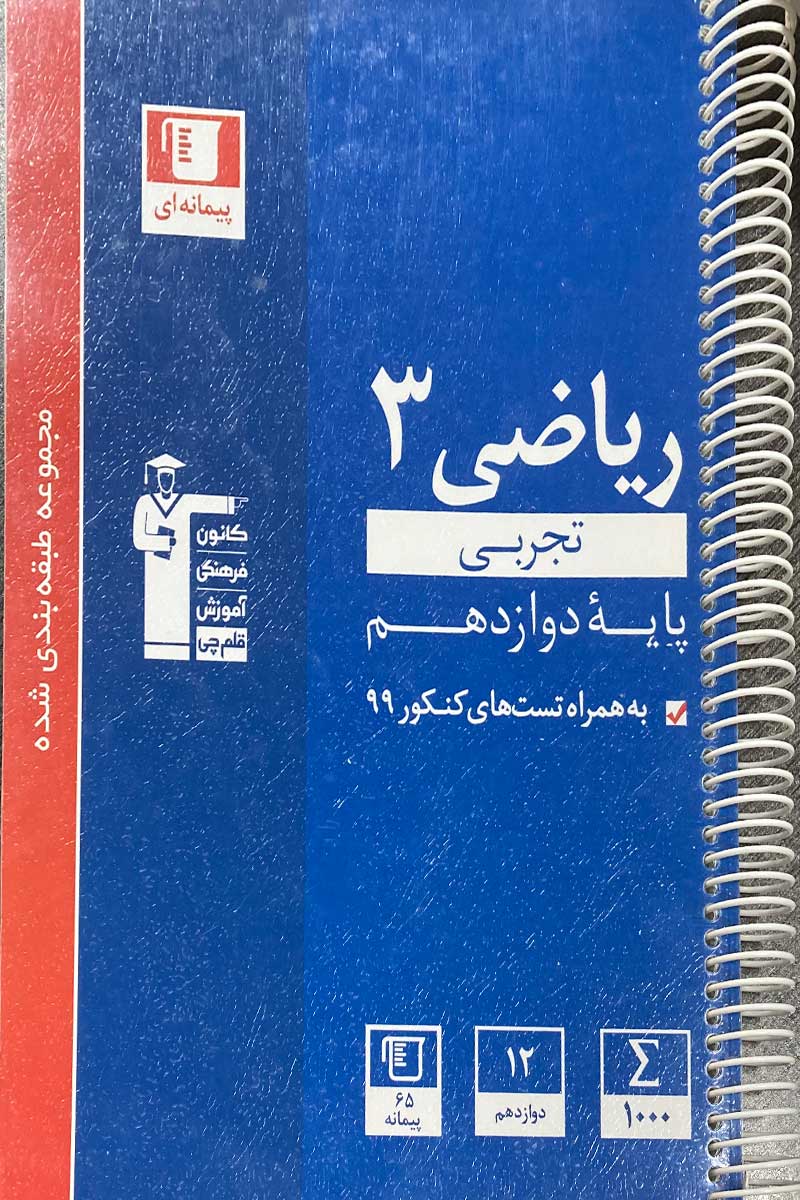 پیمانه‌ای
ریاضی ۳
تجربی
پایهٔ دوازدهم
به همراه تست‌های کنکور ۹۹
کانون
فرهنگی
آموزش
قلم‌چی
مجموعه طبقه‌بندی شده
Σ
۱۰۰۰
۱۲
دوازدهم
۶۵
پیمانه